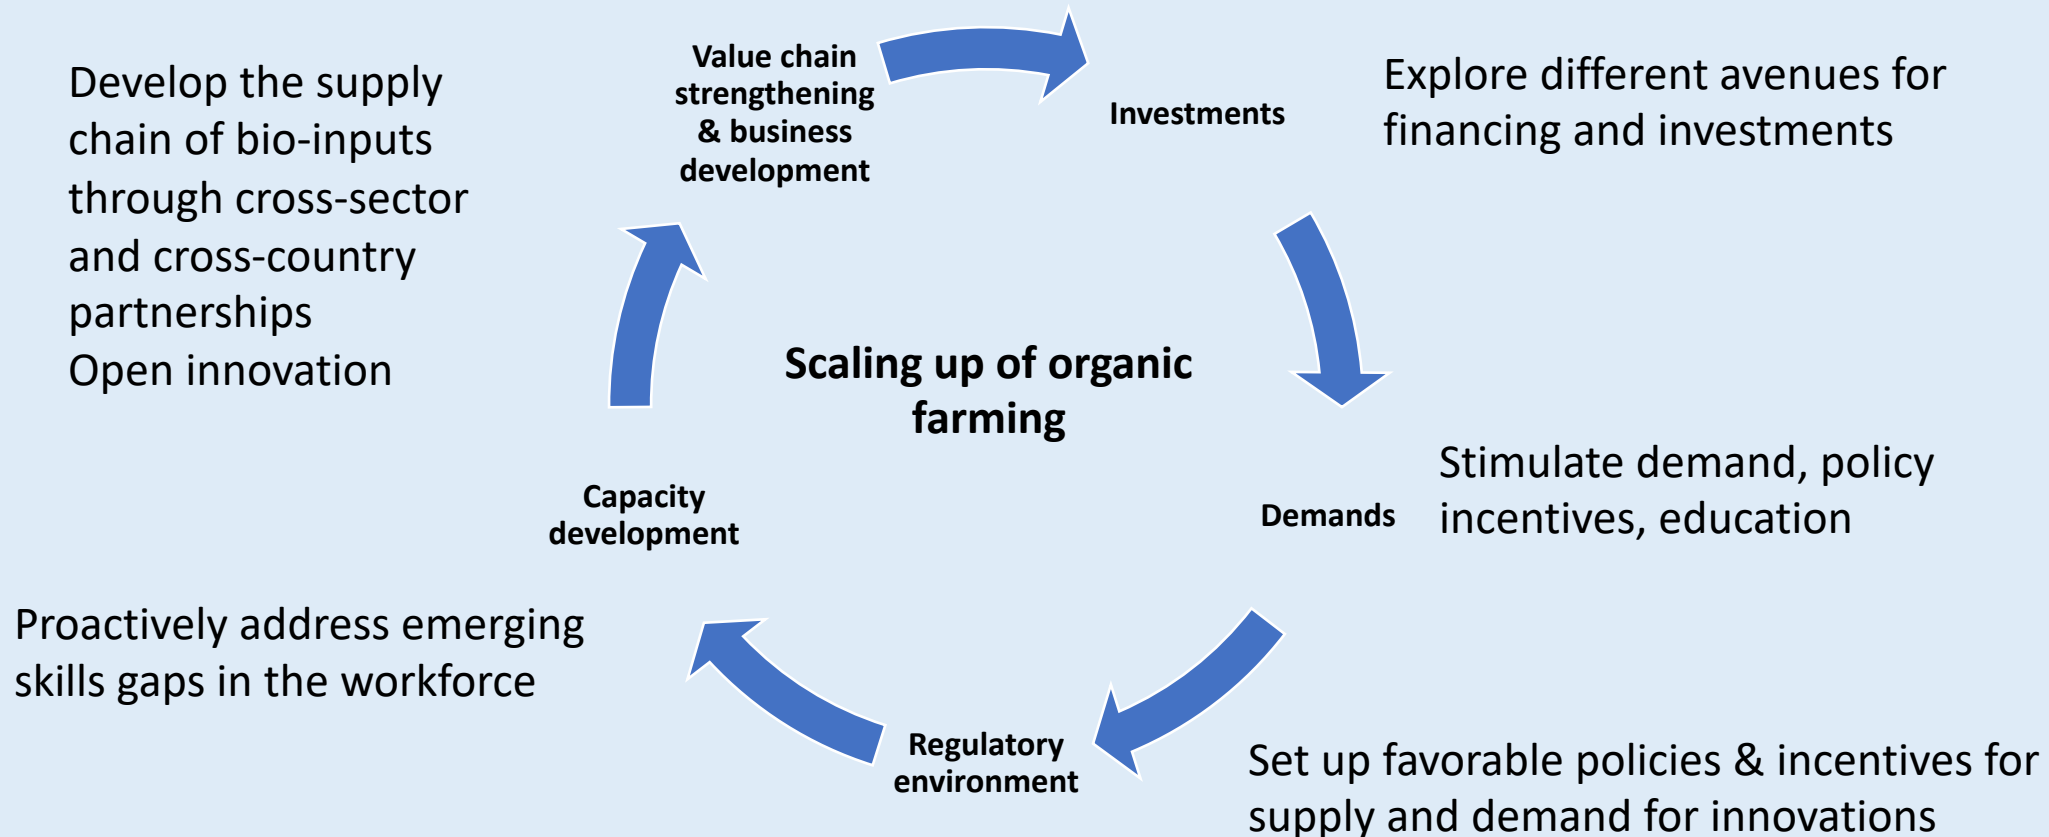 Develop the supply
chain of bio-inputs
through cross-sector
and cross-country
partnerships
Open innovation
Value chain
strengthening
& business
development
Investments
Explore different avenues for
financing and investments
Scaling up of organic
farming
Capacity
development
Demands
Stimulate demand, policy
incentives, education
Proactively address emerging
skills gaps in the workforce
Regulatory
environment
Set up favorable policies & incentives for
supply and demand for innovations